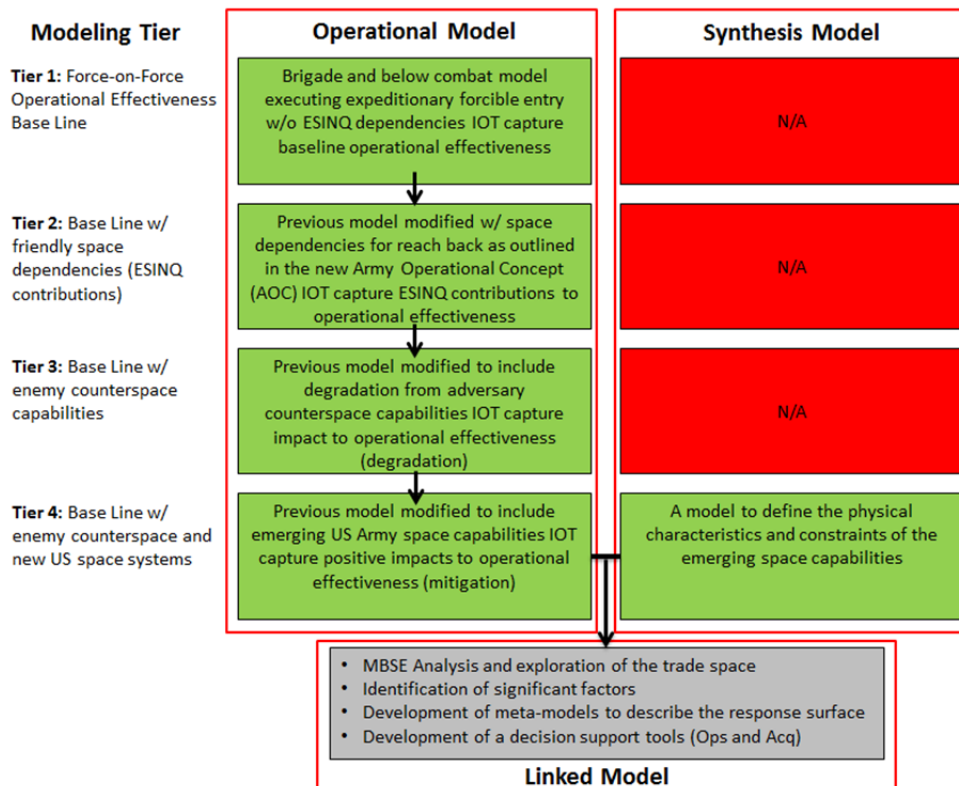 Modeling Tier
Operational Model
Synthesis Model
Tier 1: Force-on-Force
Operational Effectiveness
Base Line
Brigade and below combat model
executing expeditionary forcible entry
w/o ESINQ dependencies IOT capture
baseline operational effectiveness
N/A
Tier 2: Base Line w/
friendly space
dependencies (ESINQ
contributions)
Previous model modified w/ space
dependencies for reach back as outlined
in the new Army Operational Concept
(AOC) IOT capture ESINQ contributions to
operational effectiveness
N/A
Tier 3: Base Line w/
enemy counterspace
capabilities
Previous model modified to include
degradation from adversary
counterspace capabilities IOT capture
impact to operational effectiveness
(degradation)
N/A
Tier 4: Base Line w/
enemy counterspace and
new US space systems
Previous model modified to include
emerging US Army space capabilities IOT
capture positive impacts to operational
effectiveness (mitigation)
A model to define the physical
characteristics and constraints of the
emerging space capabilities
• MBSE Analysis and exploration of the trade space
• Identification of significant factors
• Development of meta-models to describe the response surface
• Development of a decision support tools (Ops and Acq)
Linked Model